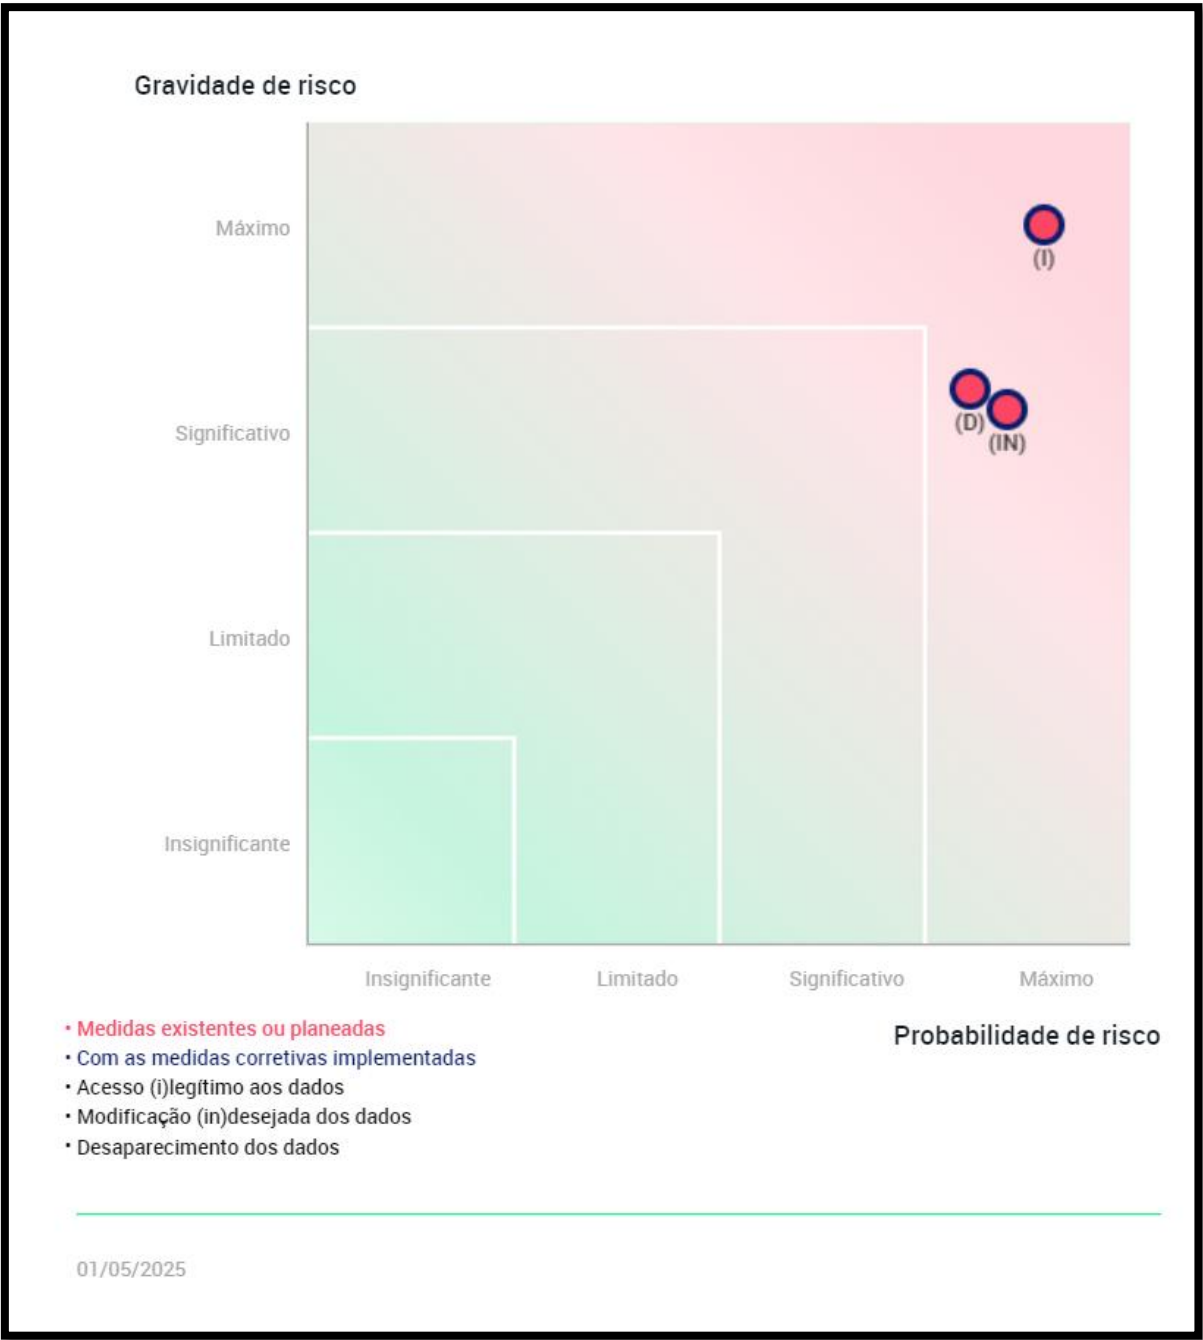 Gravidade de risco
Máximo
(I)
Significativo
(D)
(IN)
Limitado
Insignificante
Insignificante Limitado Significativo Máximo
Probabilidade de risco
• Medidas existentes ou planeadas
• Com as medidas corretivas implementadas
• Acesso (i)legítimo aos dados
• Modificação (in)desejada dos dados
• Desaparecimento dos dados
01/05/2025